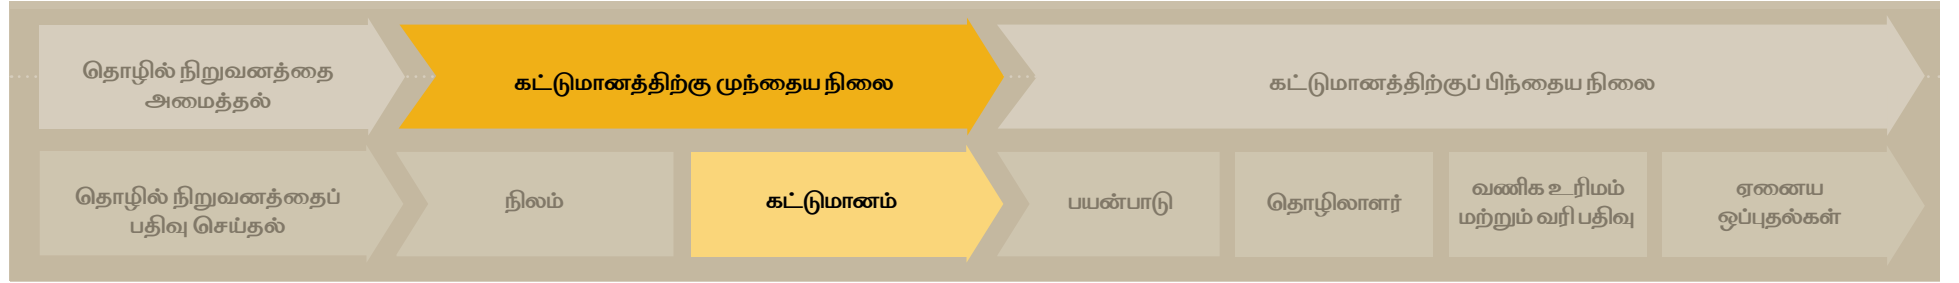 தொழில் நிறுவனத்தை
அமைத்தல்
கட்டுமானத்திற்கு முந்தைய நிலை
கட்டுமானத்திற்குப் பிந்தைய நிலை
தொழில் நிறுவனத்தைப்
பதிவு செய்தல்
நிலம்
கட்டுமானம்
பயன்பாடு
தொழிலாளர்
வணிக உரிமம்
மற்றும் வரி பதிவு
ஏனைய
ஒப்புதல்கள்